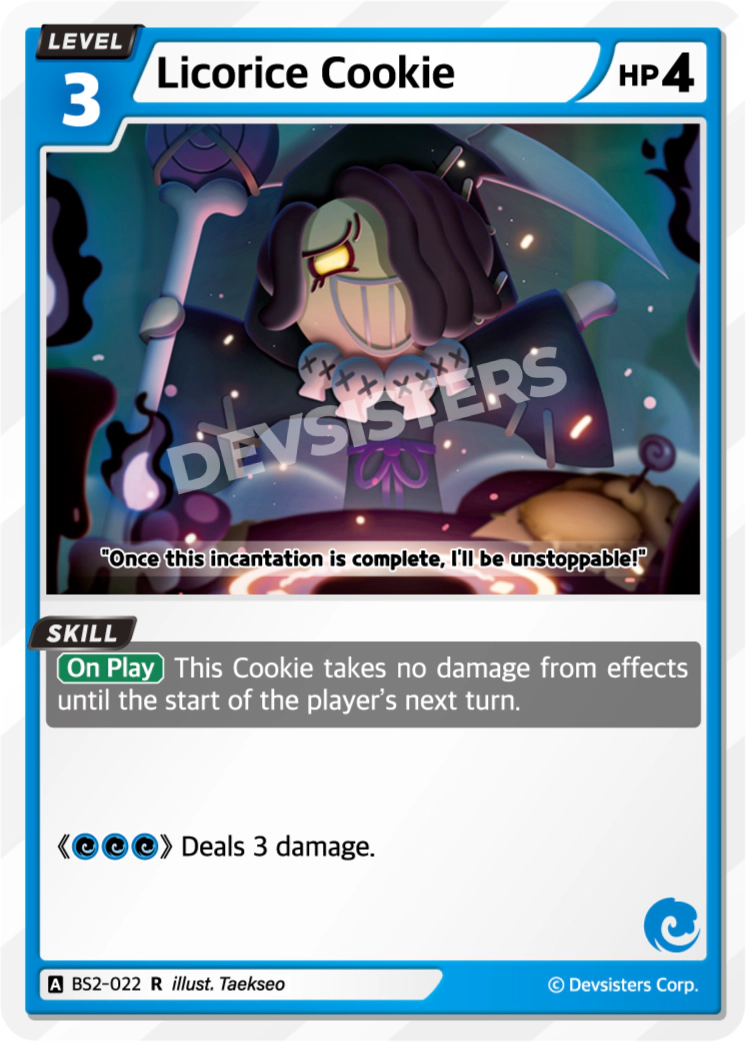 LEVEL
3
Licorice Cookie
HP4
DEVSISTERS
"Once this incantation is complete, I'll be unstoppable!"
SKILL
On Play This Cookie takes no damage from effects
until the start of the player's next turn.
《》 Deals 3 damage.
A BS2-022 R illust. Taekseo
© Devsisters Corp.